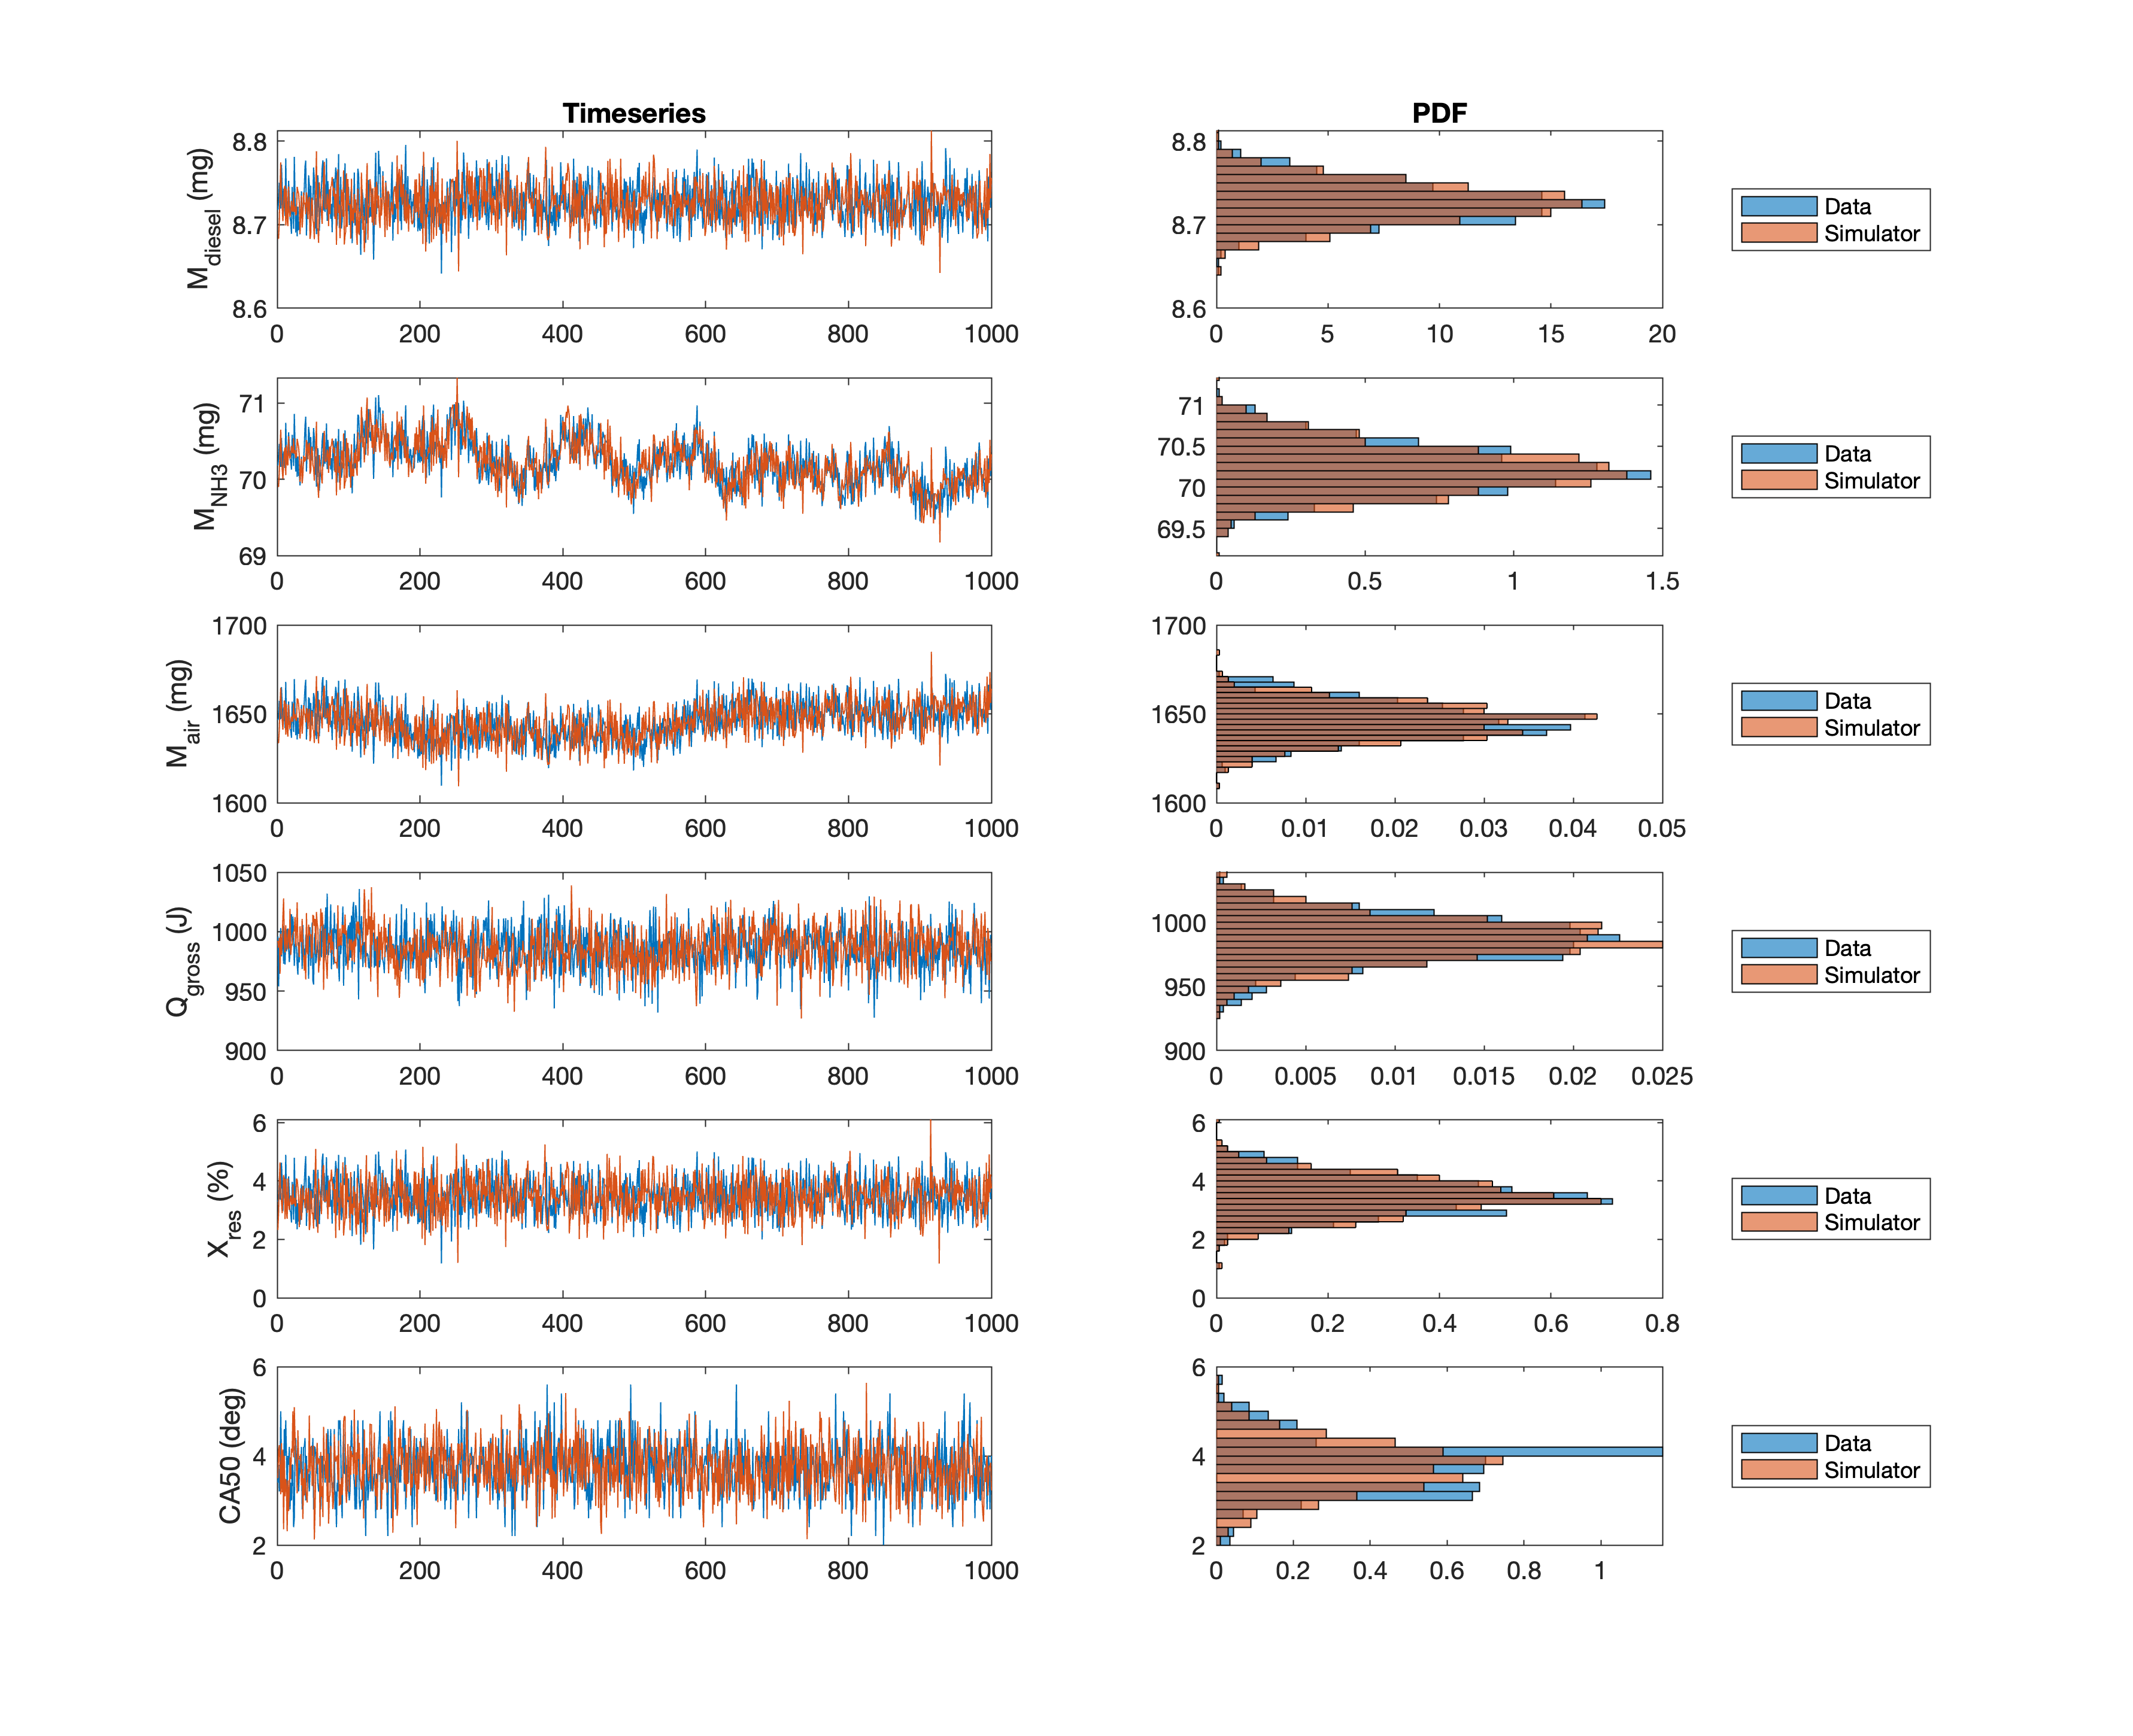 Timeseries
PDF
8.8
8.7
8.6
M_diesel (mg)
0 200 400 600 800 1000
8.8
8.7
8.6
0 5 10 15 20
Data
Simulator
71
70
69
M_NH3 (mg)
0 200 400 600 800 1000
71
70.5
70
69.5
0 0.5 1 1.5
Data
Simulator
1700
1650
1600
M_air (mg)
0 200 400 600 800 1000
1700
1650
1600
0 0.01 0.02 0.03 0.04 0.05
Data
Simulator
1050
1000
950
900
Q_gross (J)
0 200 400 600 800 1000
1000
950
900
0 0.005 0.01 0.015 0.02 0.025
Data
Simulator
6
4
2
0
X_res (%)
0 200 400 600 800 1000
6
4
2
0
0 0.2 0.4 0.6 0.8
Data
Simulator
6
4
2
CA50 (deg)
0 200 400 600 800 1000
6
4
2
0 0.2 0.4 0.6 0.8 1
Data
Simulator